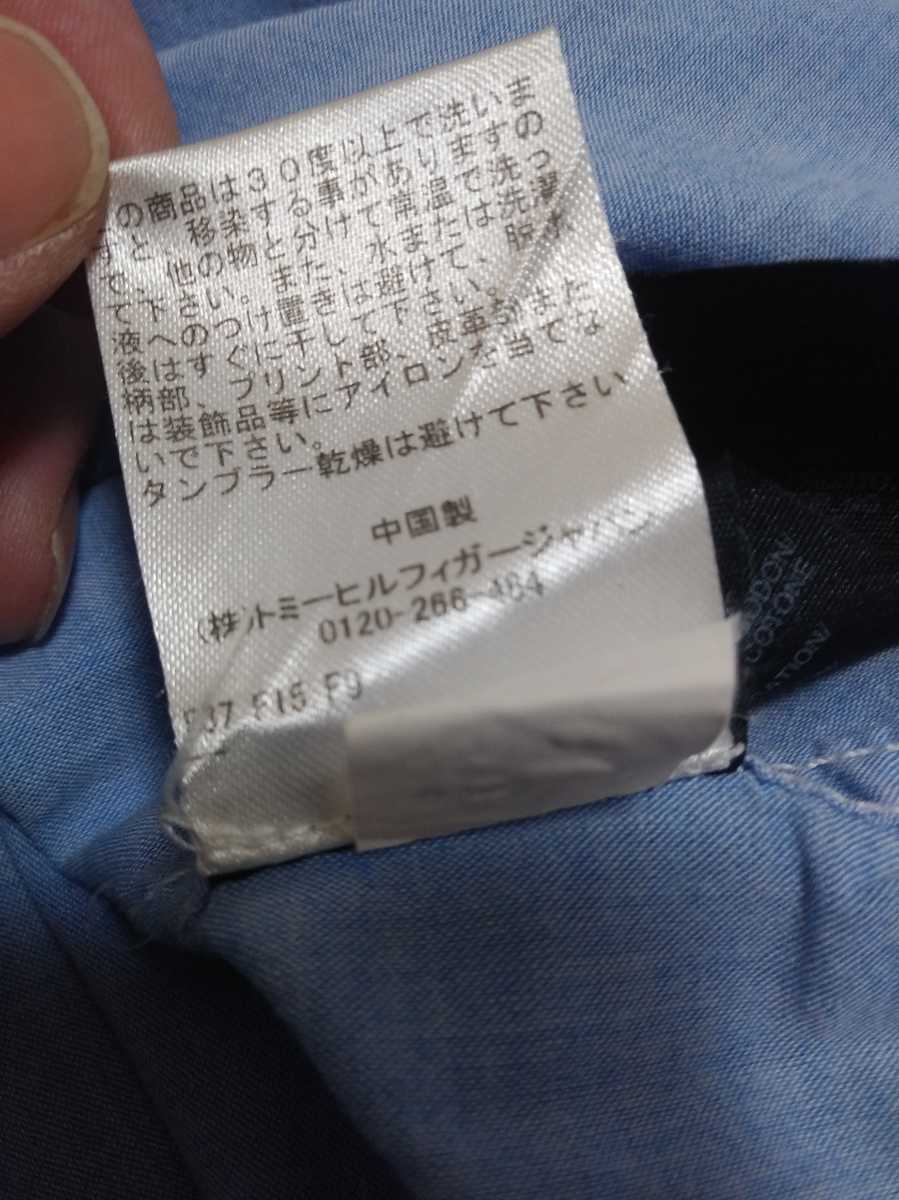 の商品は30度以上で洗いま
と、移染する事がありますの
他の物と分けて常温で洗っ
て下さい。また、水または洗濯
液へのつけ置きは避けて、脱水
後はすぐに干して下さい。
柄部、プリント部、皮革部また
は装飾品等にアイロンを当てな
いで下さい。
タンブラー乾燥は避けて下さい
中国製
(株)トミーヒルフィガージャパン
0120-266-484
F37 F15 F9
COTONE